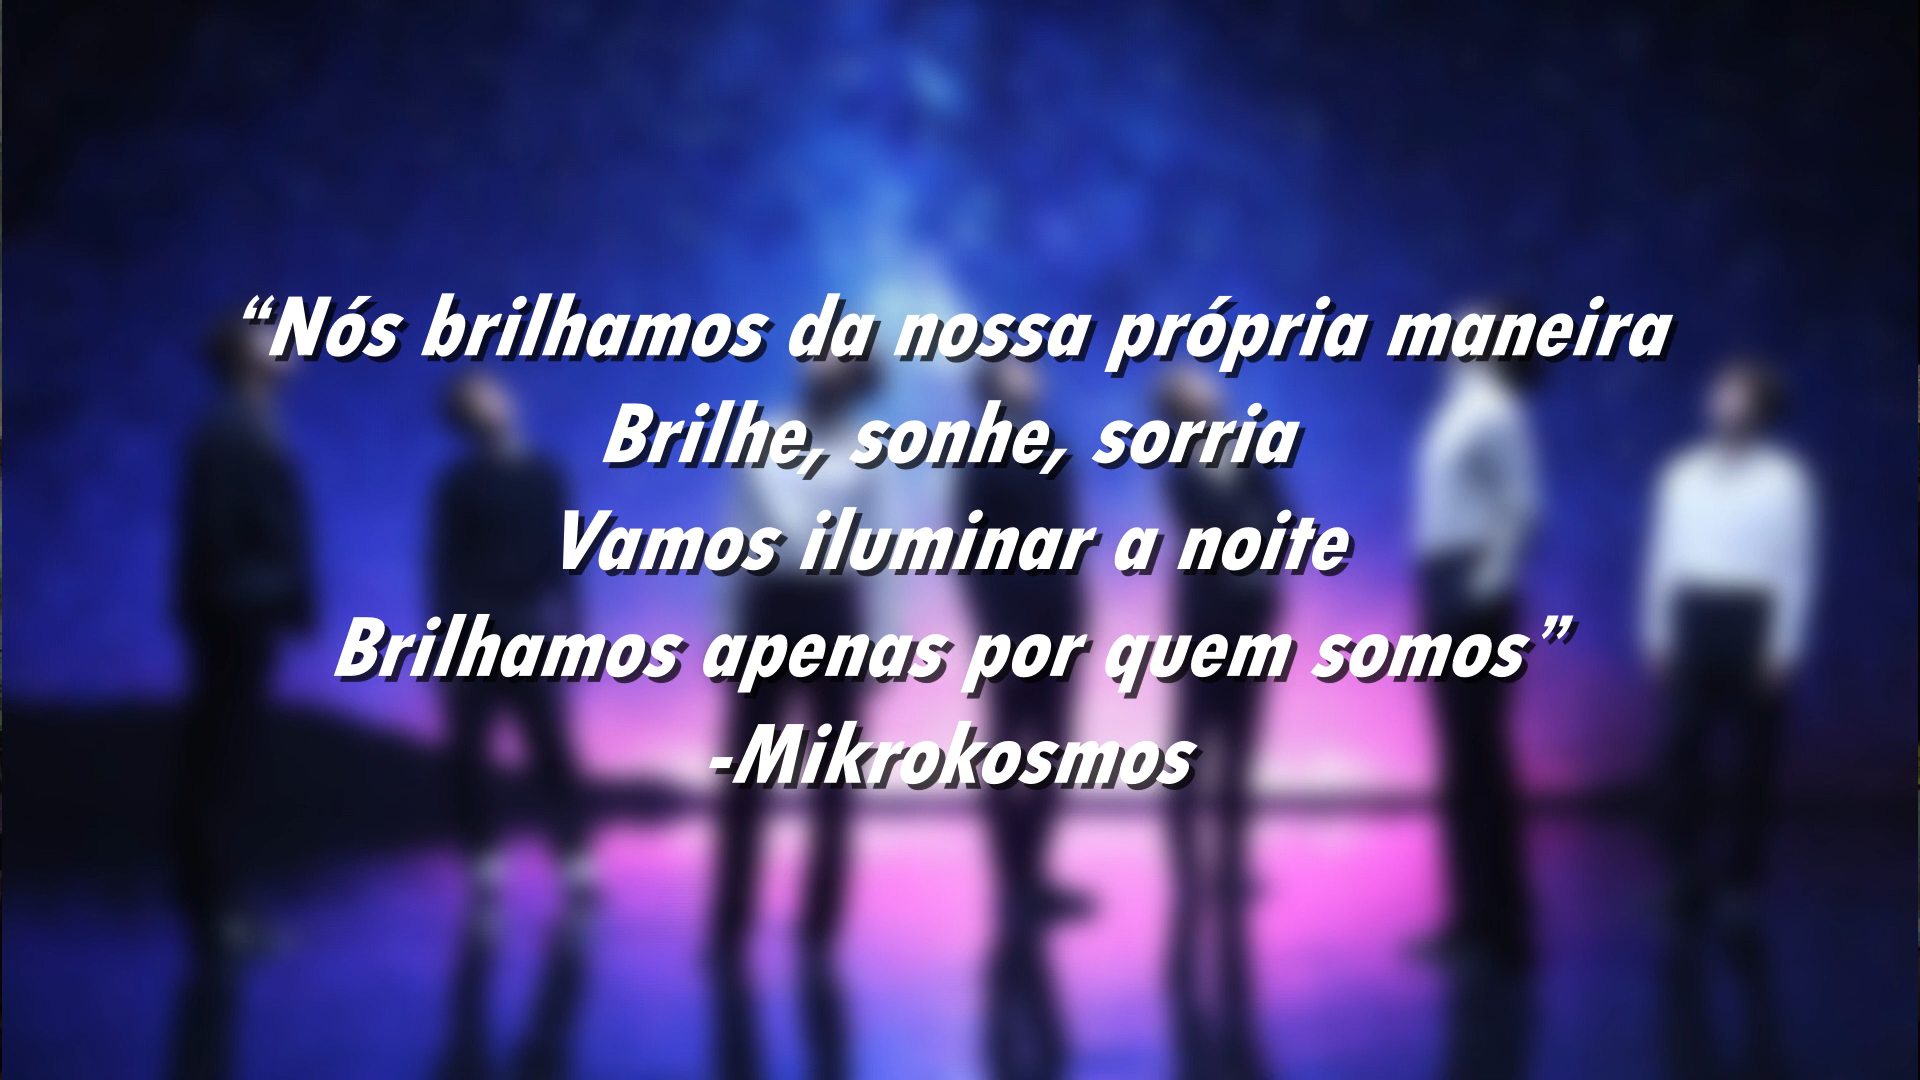 “Nós brilhamos da nossa própria maneira
Brilhe, sonhe, sorria
Vamos iluminar a noite
Brilhamos apenas por quem somos”
-Mikrokosmos